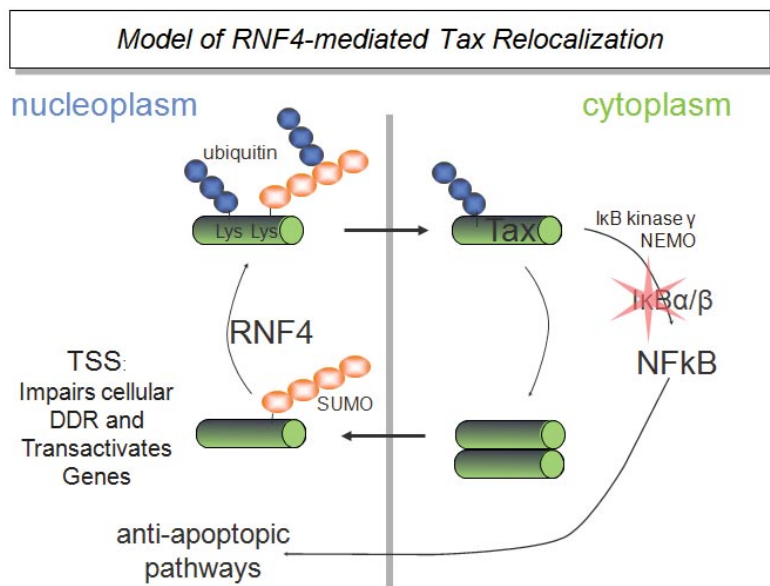 Model of RNF4-mediated Tax Relocalization
nucleoplasm
cytoplasm
ubiquitin
Lys Lys
Tax
IκB kinase γ
NEMO
IκBα/β
NFkB
RNF4
TSS:
Impairs cellular
DDR and
Transactivates
Genes
SUMO
anti-apoptopic
pathways